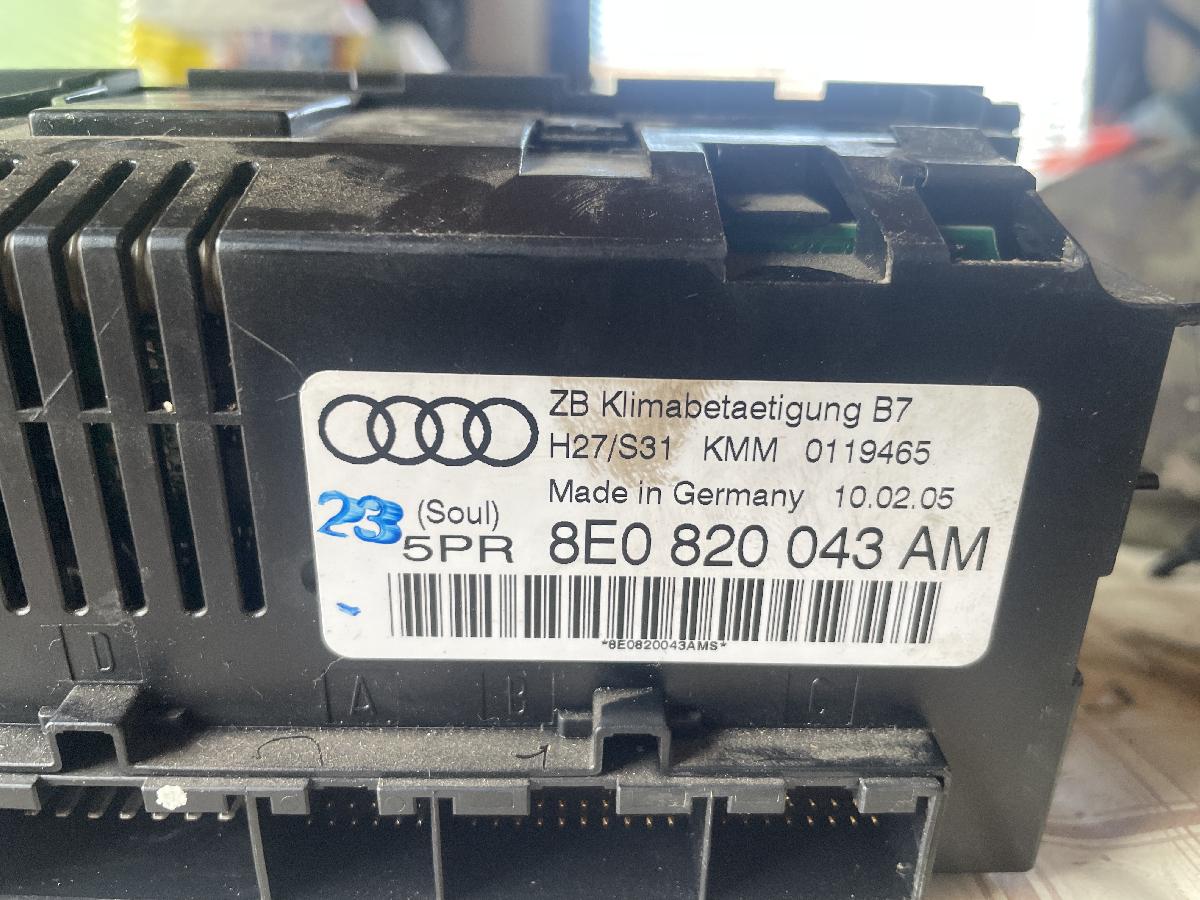 ZB Klimabetaetigung B7
H27/S31 KMM 0119465
Made in Germany 10.02.05
23 (Soul)
5PR 8E0 820 043 AM
*8E0820043AMS*
D
A B C
1